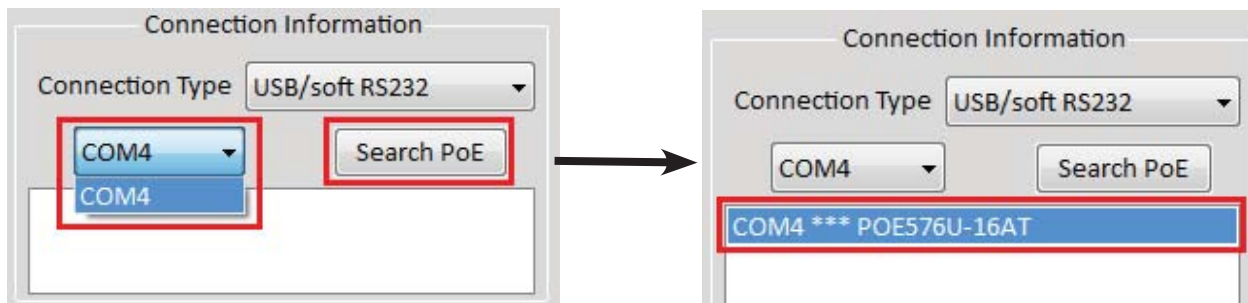 Connection Information
Connection Type USB/soft RS232
COM4 Search PoE
COM4
Connection Information
Connection Type USB/soft RS232
COM4 Search PoE
COM4 *** POE576U-16AT